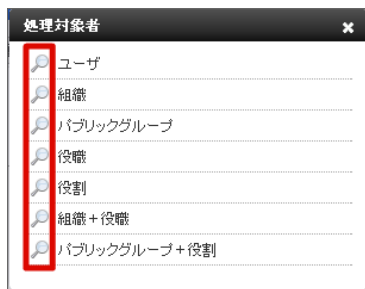 処理対象者
ユーザ
組織
パブリックグループ
役職
役割
組織+役職
パブリックグループ+役割